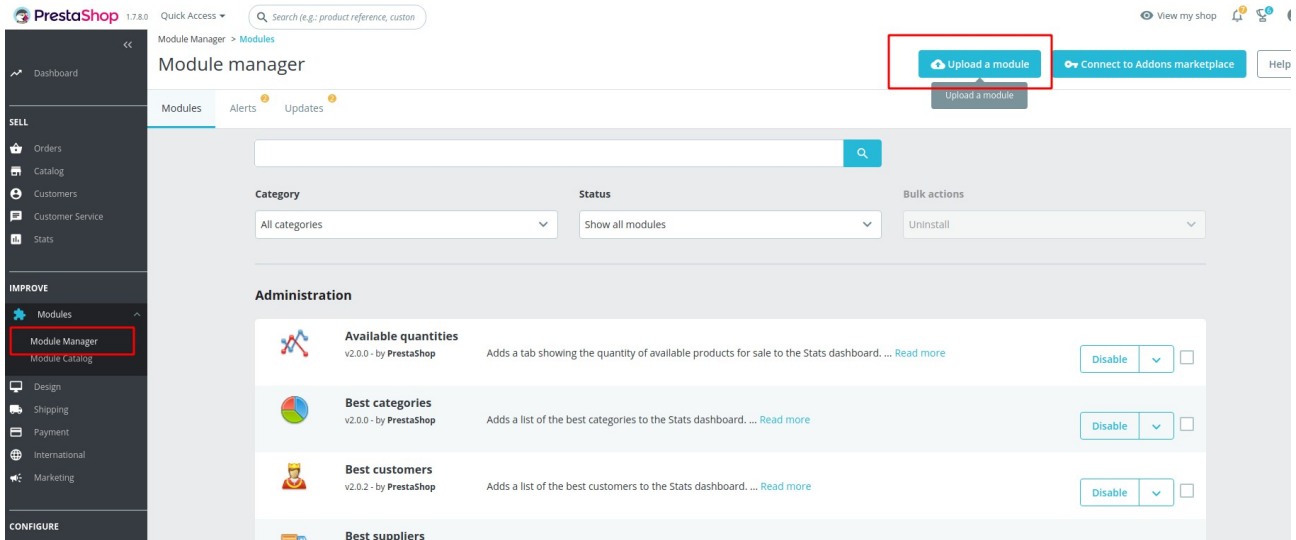 PrestaShop 1.7.8.0 Quick Access Search (e.g.: product reference, custon View my shop
Module Manager > Modules
Module manager
Upload a module Connect to Addons marketplace Help
Upload a module
Modules Alerts Updates
Dashboard
SELL
Orders
Catalog
Customers
Customer Service
Stats
IMPROVE
Modules
Module Manager
Module Catalog
Design
Shipping
Payment
International
Marketing
CONFIGURE
Category Status Bulk actions
All categories Show all modules Uninstall
Administration
Available quantities
v2.0.0 - by PrestaShop Adds a tab showing the quantity of available products for sale to the Stats dashboard. ... Read more Disable
Best categories
v2.0.0 - by PrestaShop Adds a list of the best categories to the Stats dashboard. ... Read more Disable
Best customers
v2.0.2 - by PrestaShop Adds a list of the best customers to the Stats dashboard. ... Read more Disable
Best suppliers